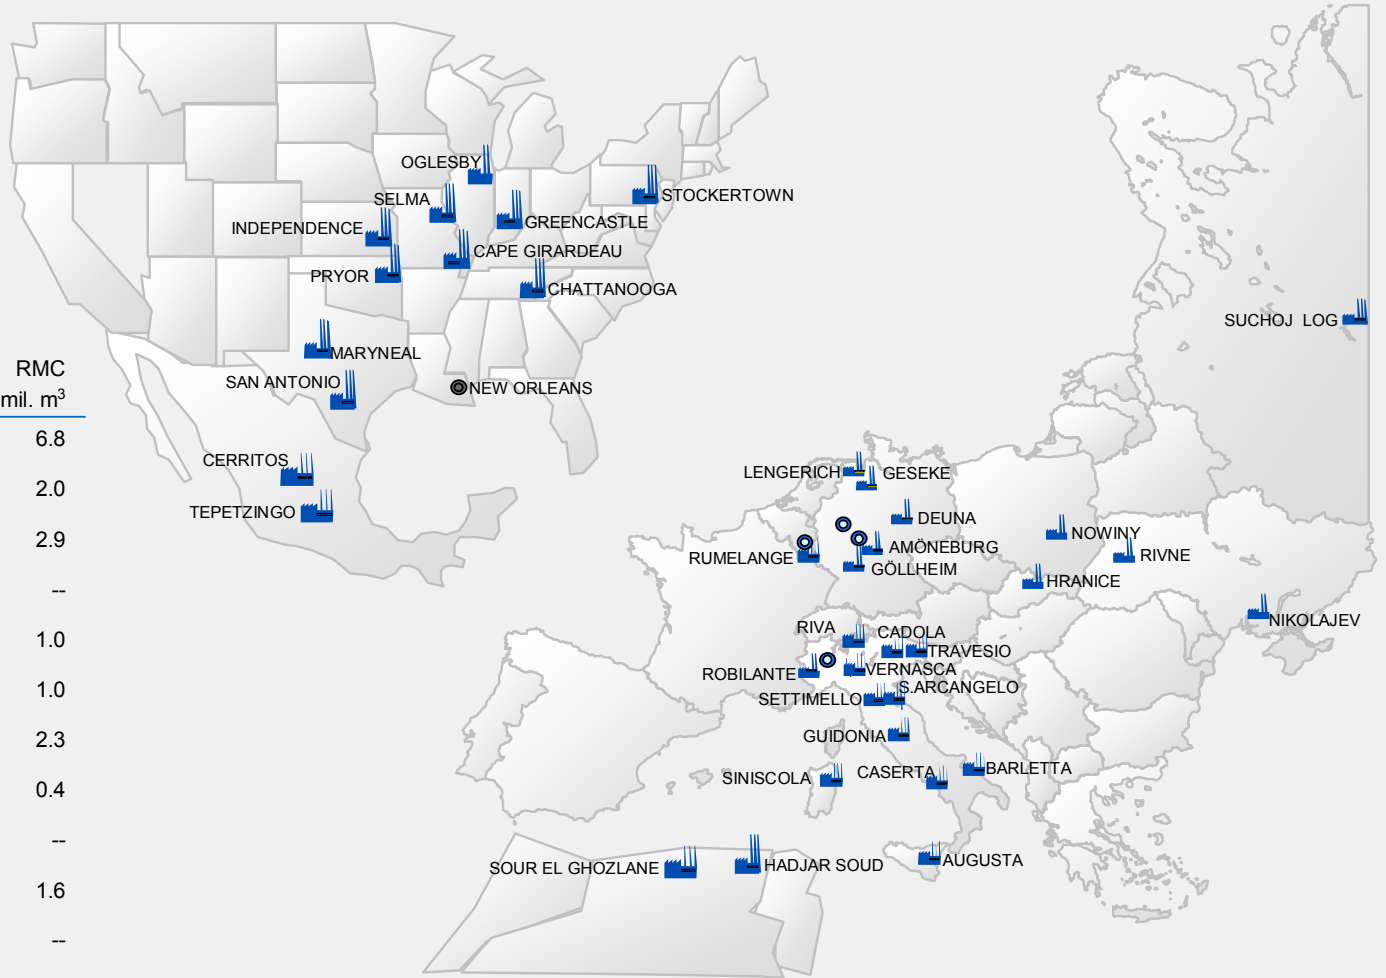 OGLESBY
STOCKERTOWN
SELMA
GREENCASTLE
INDEPENDENCE
CAPE GIRARDEAU
PRYOR
CHATTANOOGA
SUCHOJ LOG
MARYNEAL
RMC
SAN ANTONIO
NEW ORLEANS
mil. m³
6.8
CERRITOS
LENGERICH
GESEKE
2.0
TEPETZINGO
DEUNA
NOWINY
2.9
AMÖNEBURG
RIVNE
RUMELANGE
GÖLLHEIM
HRANICE
--
NIKOLAJEV
RIVA
CADOLA
1.0
TRAVESIO
VERNASCA
ROBILANTE
1.0
S.ARCANGELO
SETTIMELLO
GUIDONIA
2.3
BARLETTA
CASERTA
SINISCOLA
0.4
--
AUGUSTA
HADJAR SOUD
SOUR EL GHOZLANE
1.6
--